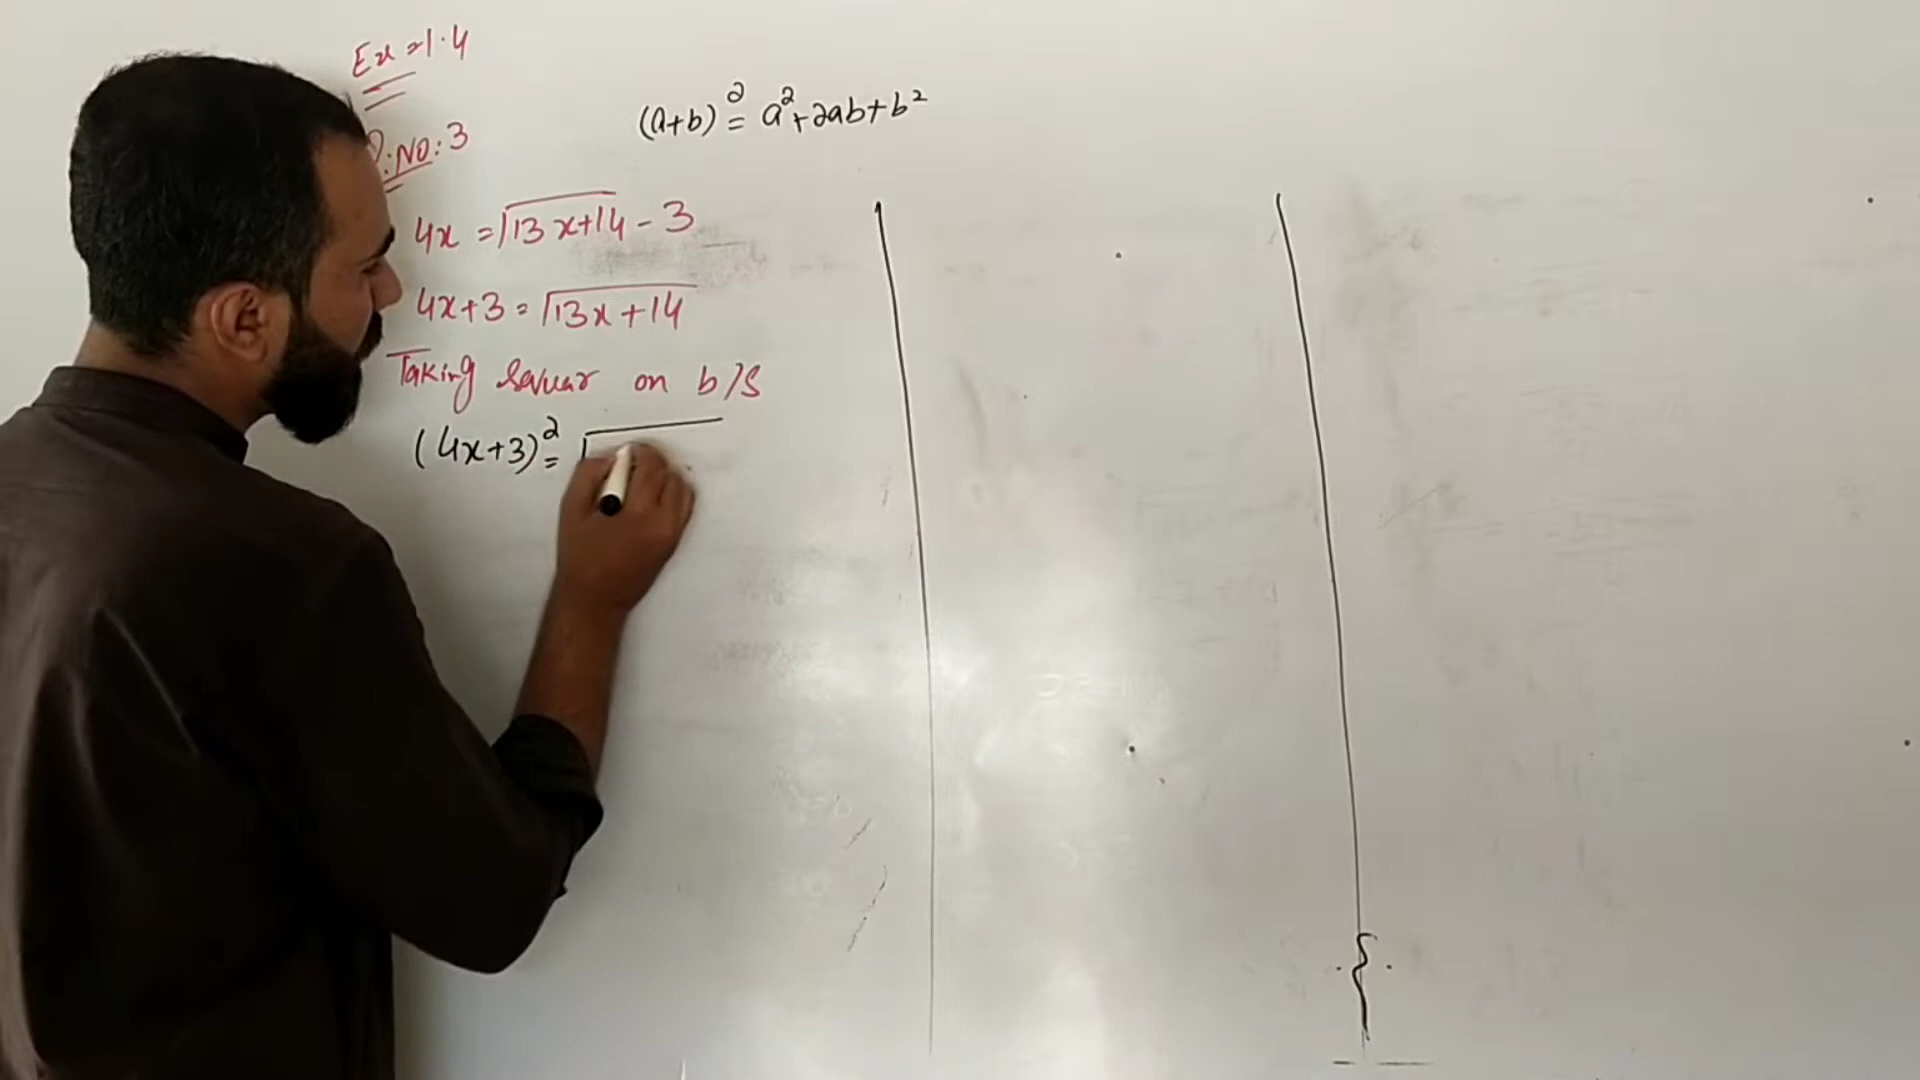 Ex = 1.4
Q.NO:3
(a+b)² = a²+2ab+b²
4x = √13x+14 - 3
4x+3 = √13x+14
Taking on b/s
(4x+3)² = √